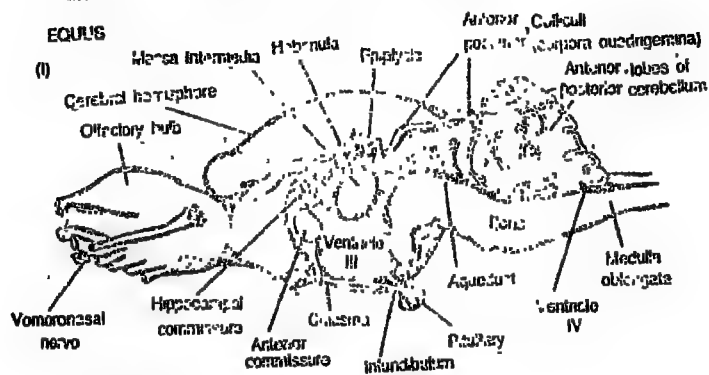 EQUUS
(I)
Massa Intermedia
Habenula
Epiphysis
Anterior
posterior
Colliculi
(corpora quadrigemina)
Anterior lobes of
posterior cerebellum
Cerebral hemisphere
Olfactory bulb
Ventricle
III
Pons
Aqueduct
Medulla
oblongata
Ventricle
IV
Vomeronasal
nerve
Hippocampal
commissure
Chiasma
Anterior
commissure
Infundibulum
Pituitary